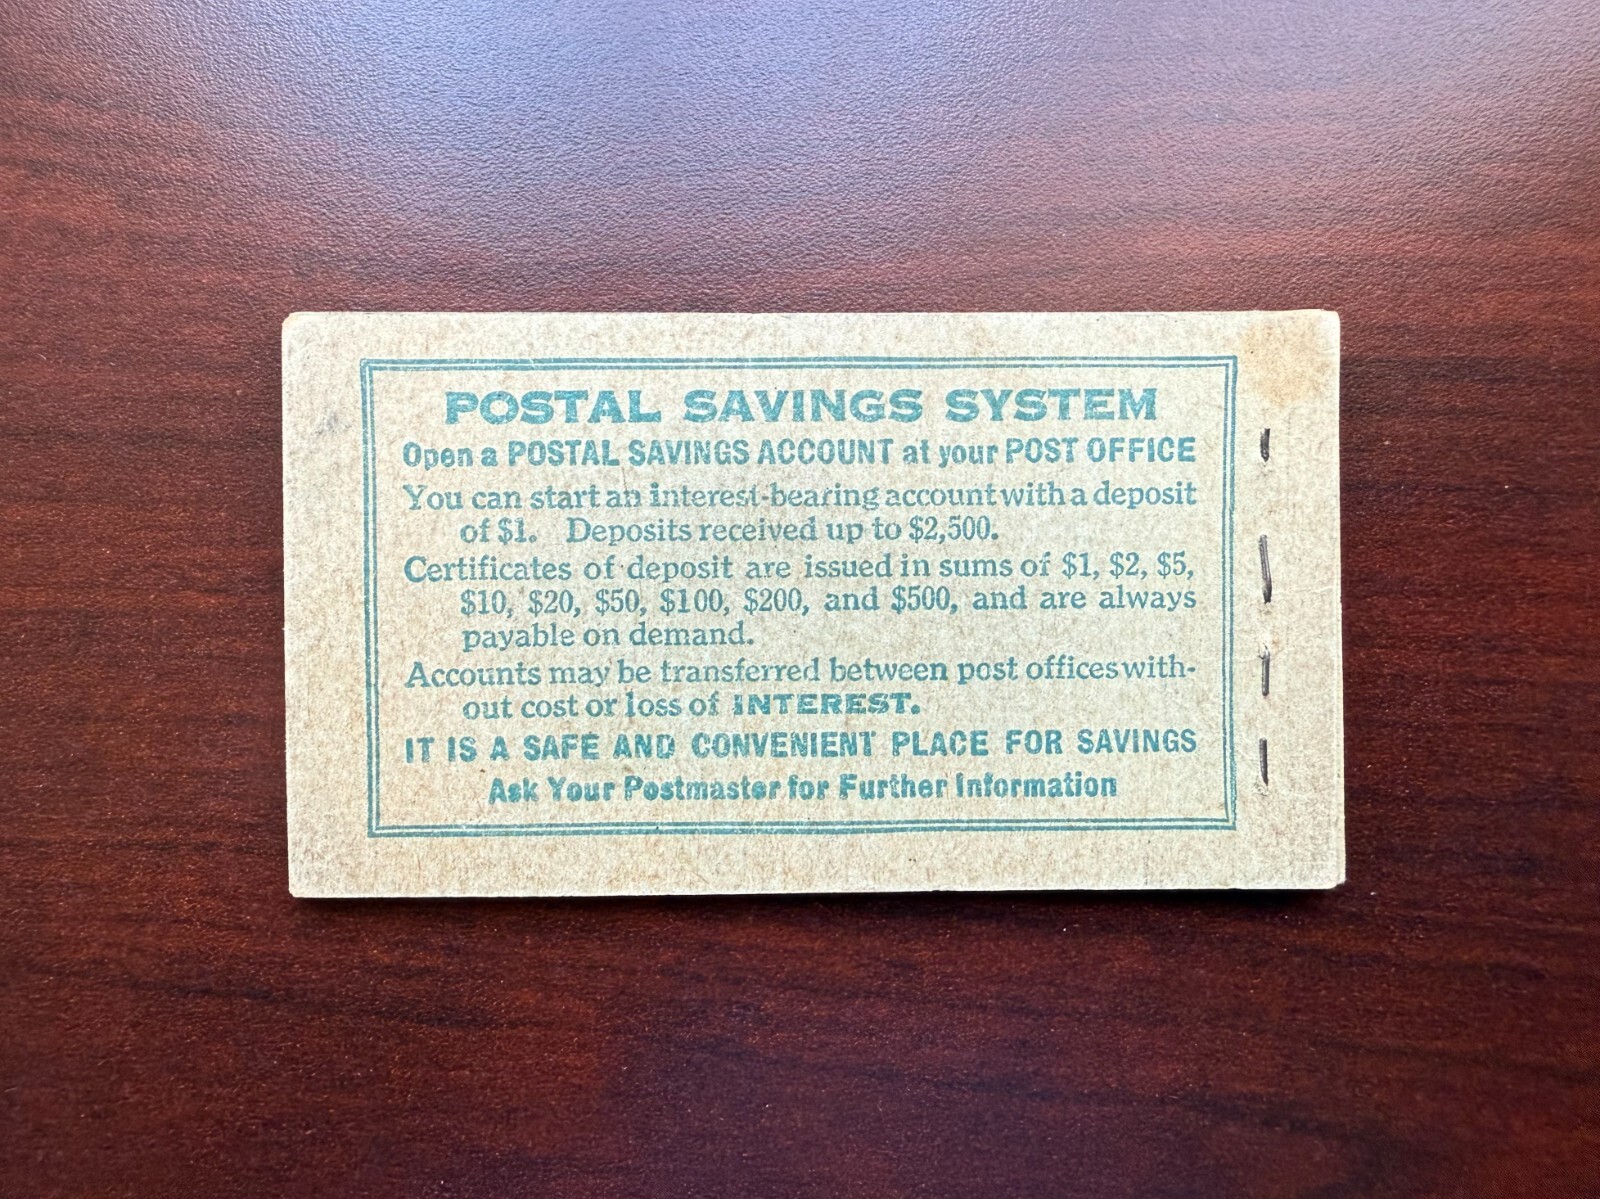 POSTAL SAVINGS SYSTEM
Open a POSTAL SAVINGS ACCOUNT at your POST OFFICE
You can start an interest-bearing account with a deposit
of $1. Deposits received up to $2,500.
Certificates of deposit are issued in sums of $1, $2, $5,
$10, $20, $50, $100, $200, and $500, and are always
payable on demand.
Accounts may be transferred between post offices with-
out cost or loss of INTEREST.
IT IS A SAFE AND CONVENIENT PLACE FOR SAVINGS
Ask Your Postmaster for Further Information